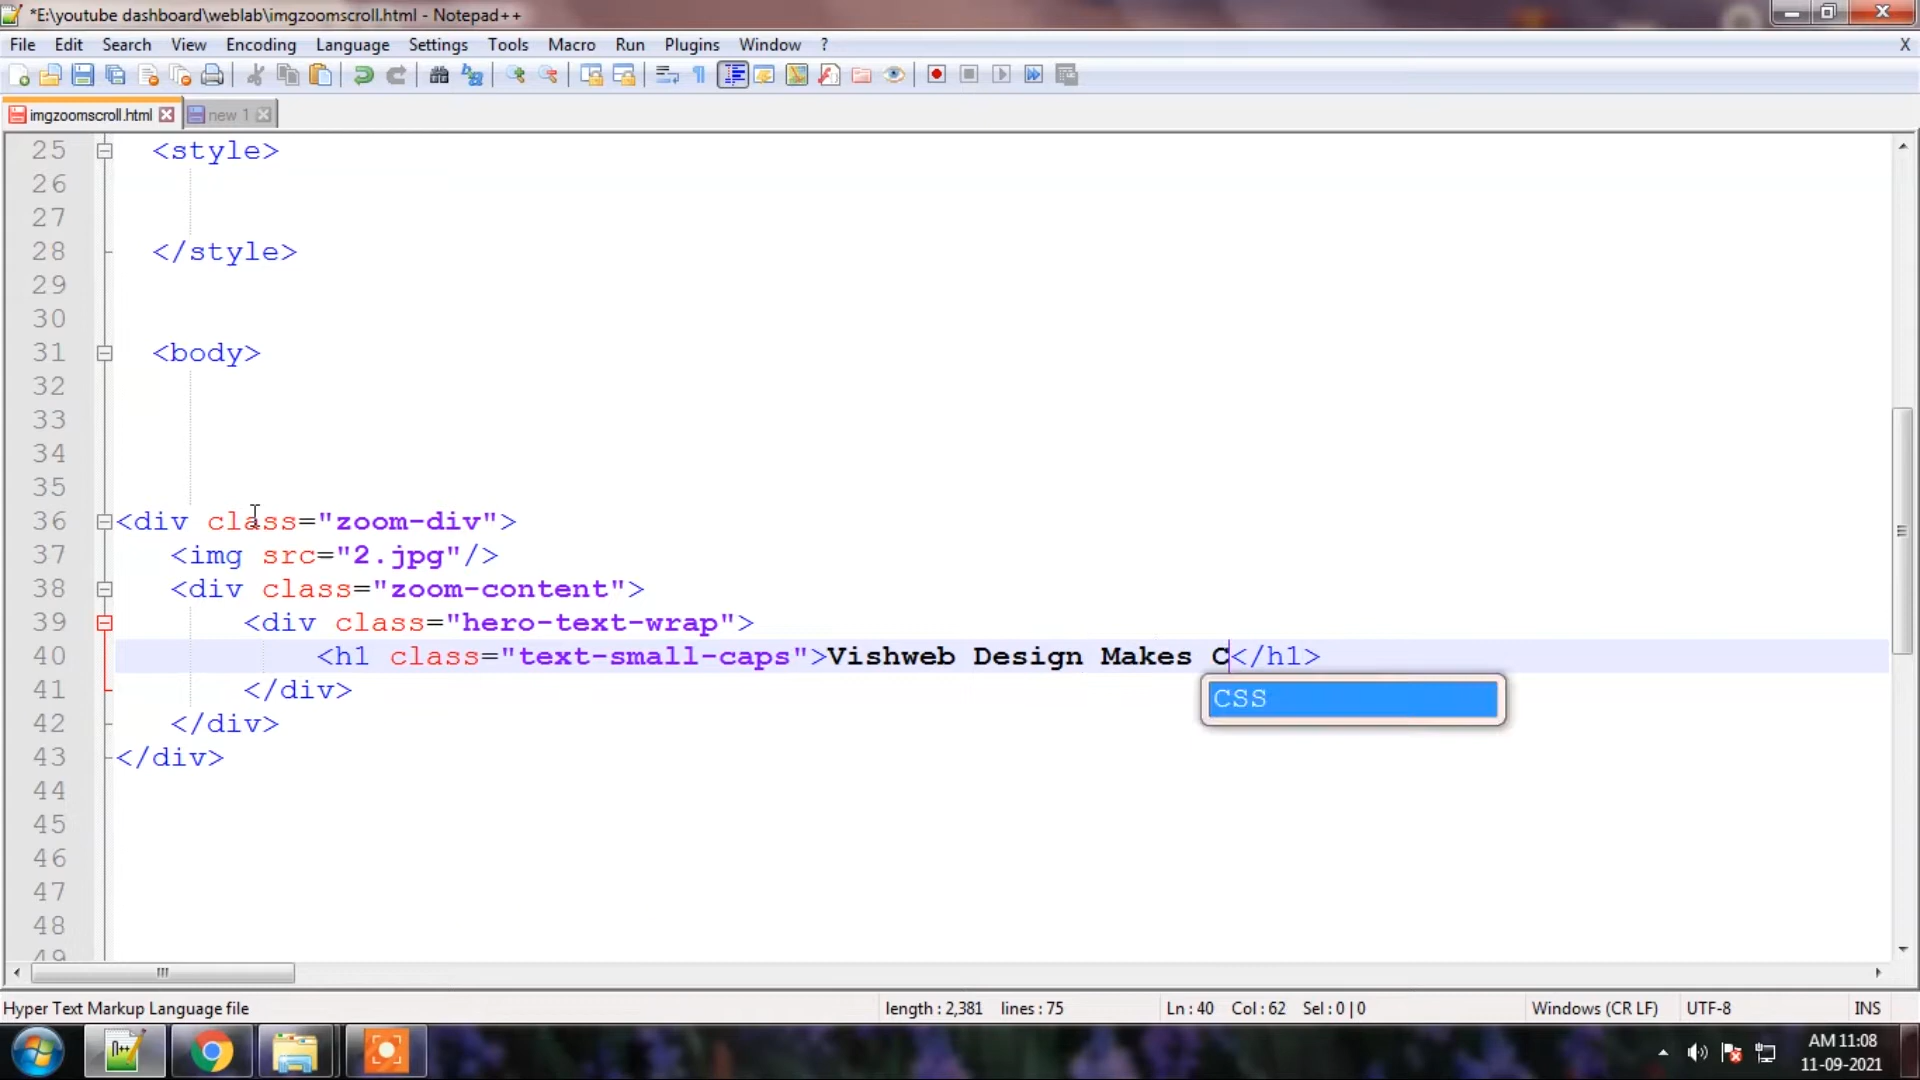 *E:\youtube dashboard\weblab\imgzoomscroll.html - Notepad++
File Edit Search View Encoding Language Settings Tools Macro Run Plugins Window ? X
imgzoomscroll.html new 1
25 <style>
26
27
28 </style>
29
30
31 <body>
32
33
34
35
36 <div class="zoom-div">
37 <img src="2.jpg"/>
38 <div class="zoom-content">
39 <div class="hero-text-wrap">
40 <h1 class="text-small-caps">Vishweb Design Makes C</h1>
CSS
41 </div>
42 </div>
43 </div>
44
45
46
47
48
49
Hyper Text Markup Language file length : 2,381 lines : 75 Ln : 40 Col : 62 Sel : 0 | 0 Windows (CR LF) UTF-8 INS
AM 11:08
11-09-2021